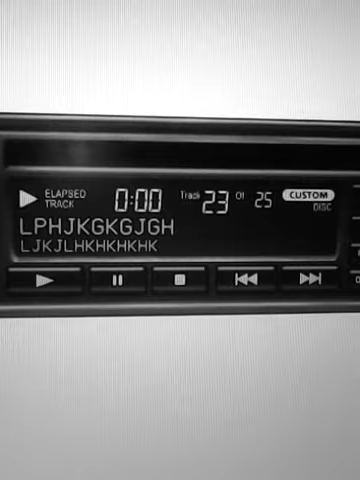 ELAPSED TRACK 0:00 Track 23 Of 25 CUSTOM DISC
LPHJKGKGJGH
LJKJLHKHKHKHK